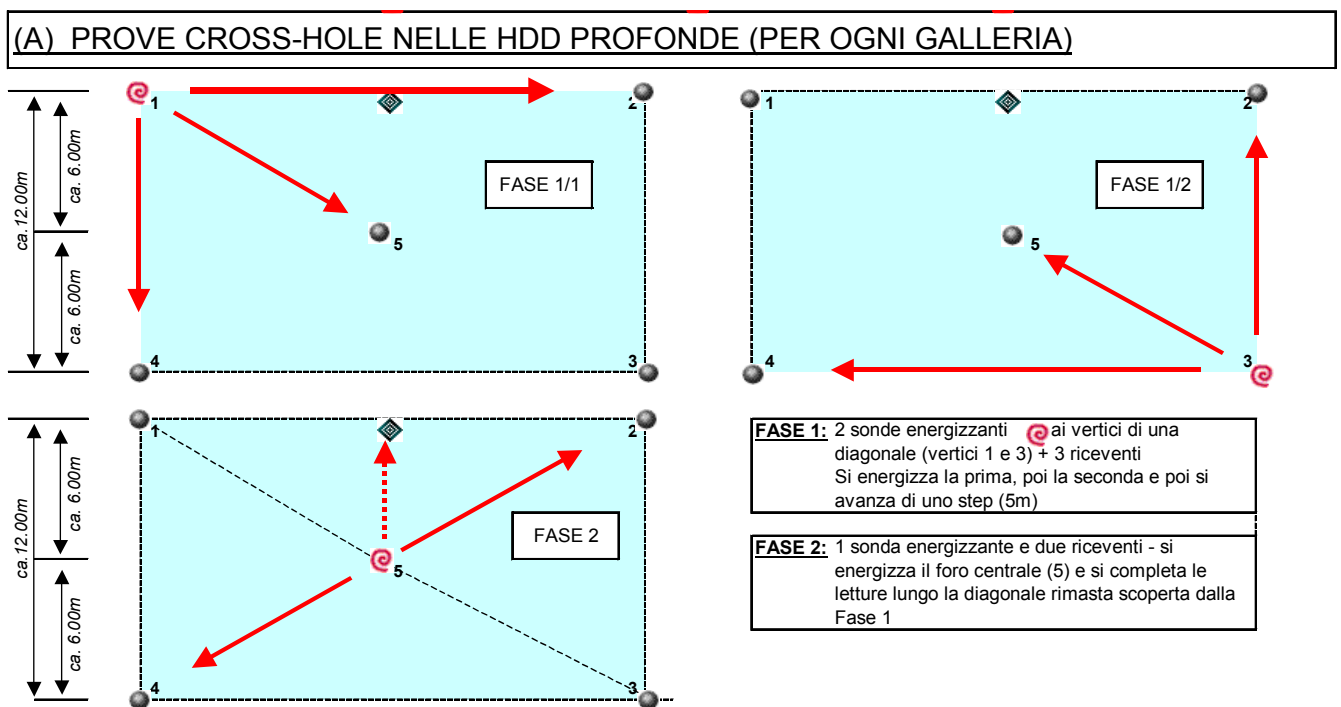 (A) PROVE CROSS-HOLE NELLE HDD PROFONDE (PER OGNI GALLERIA)
ca.12.00m
ca. 6.00m
ca. 6.00m
1
2
FASE 1/1
5
4
3
1
2
FASE 1/2
5
4
3
ca.12.00m
ca. 6.00m
ca. 6.00m
1
2
FASE 2
5
4
3
FASE 1: 2 sonde energizzanti ai vertici di una
diagonale (vertici 1 e 3) + 3 riceventi
Si energizza la prima, poi la seconda e poi si
avanza di uno step (5m)
FASE 2: 1 sonda energizzante e due riceventi - si
energizza il foro centrale (5) e si completa le
letture lungo la diagonale rimasta scoperta dalla
Fase 1